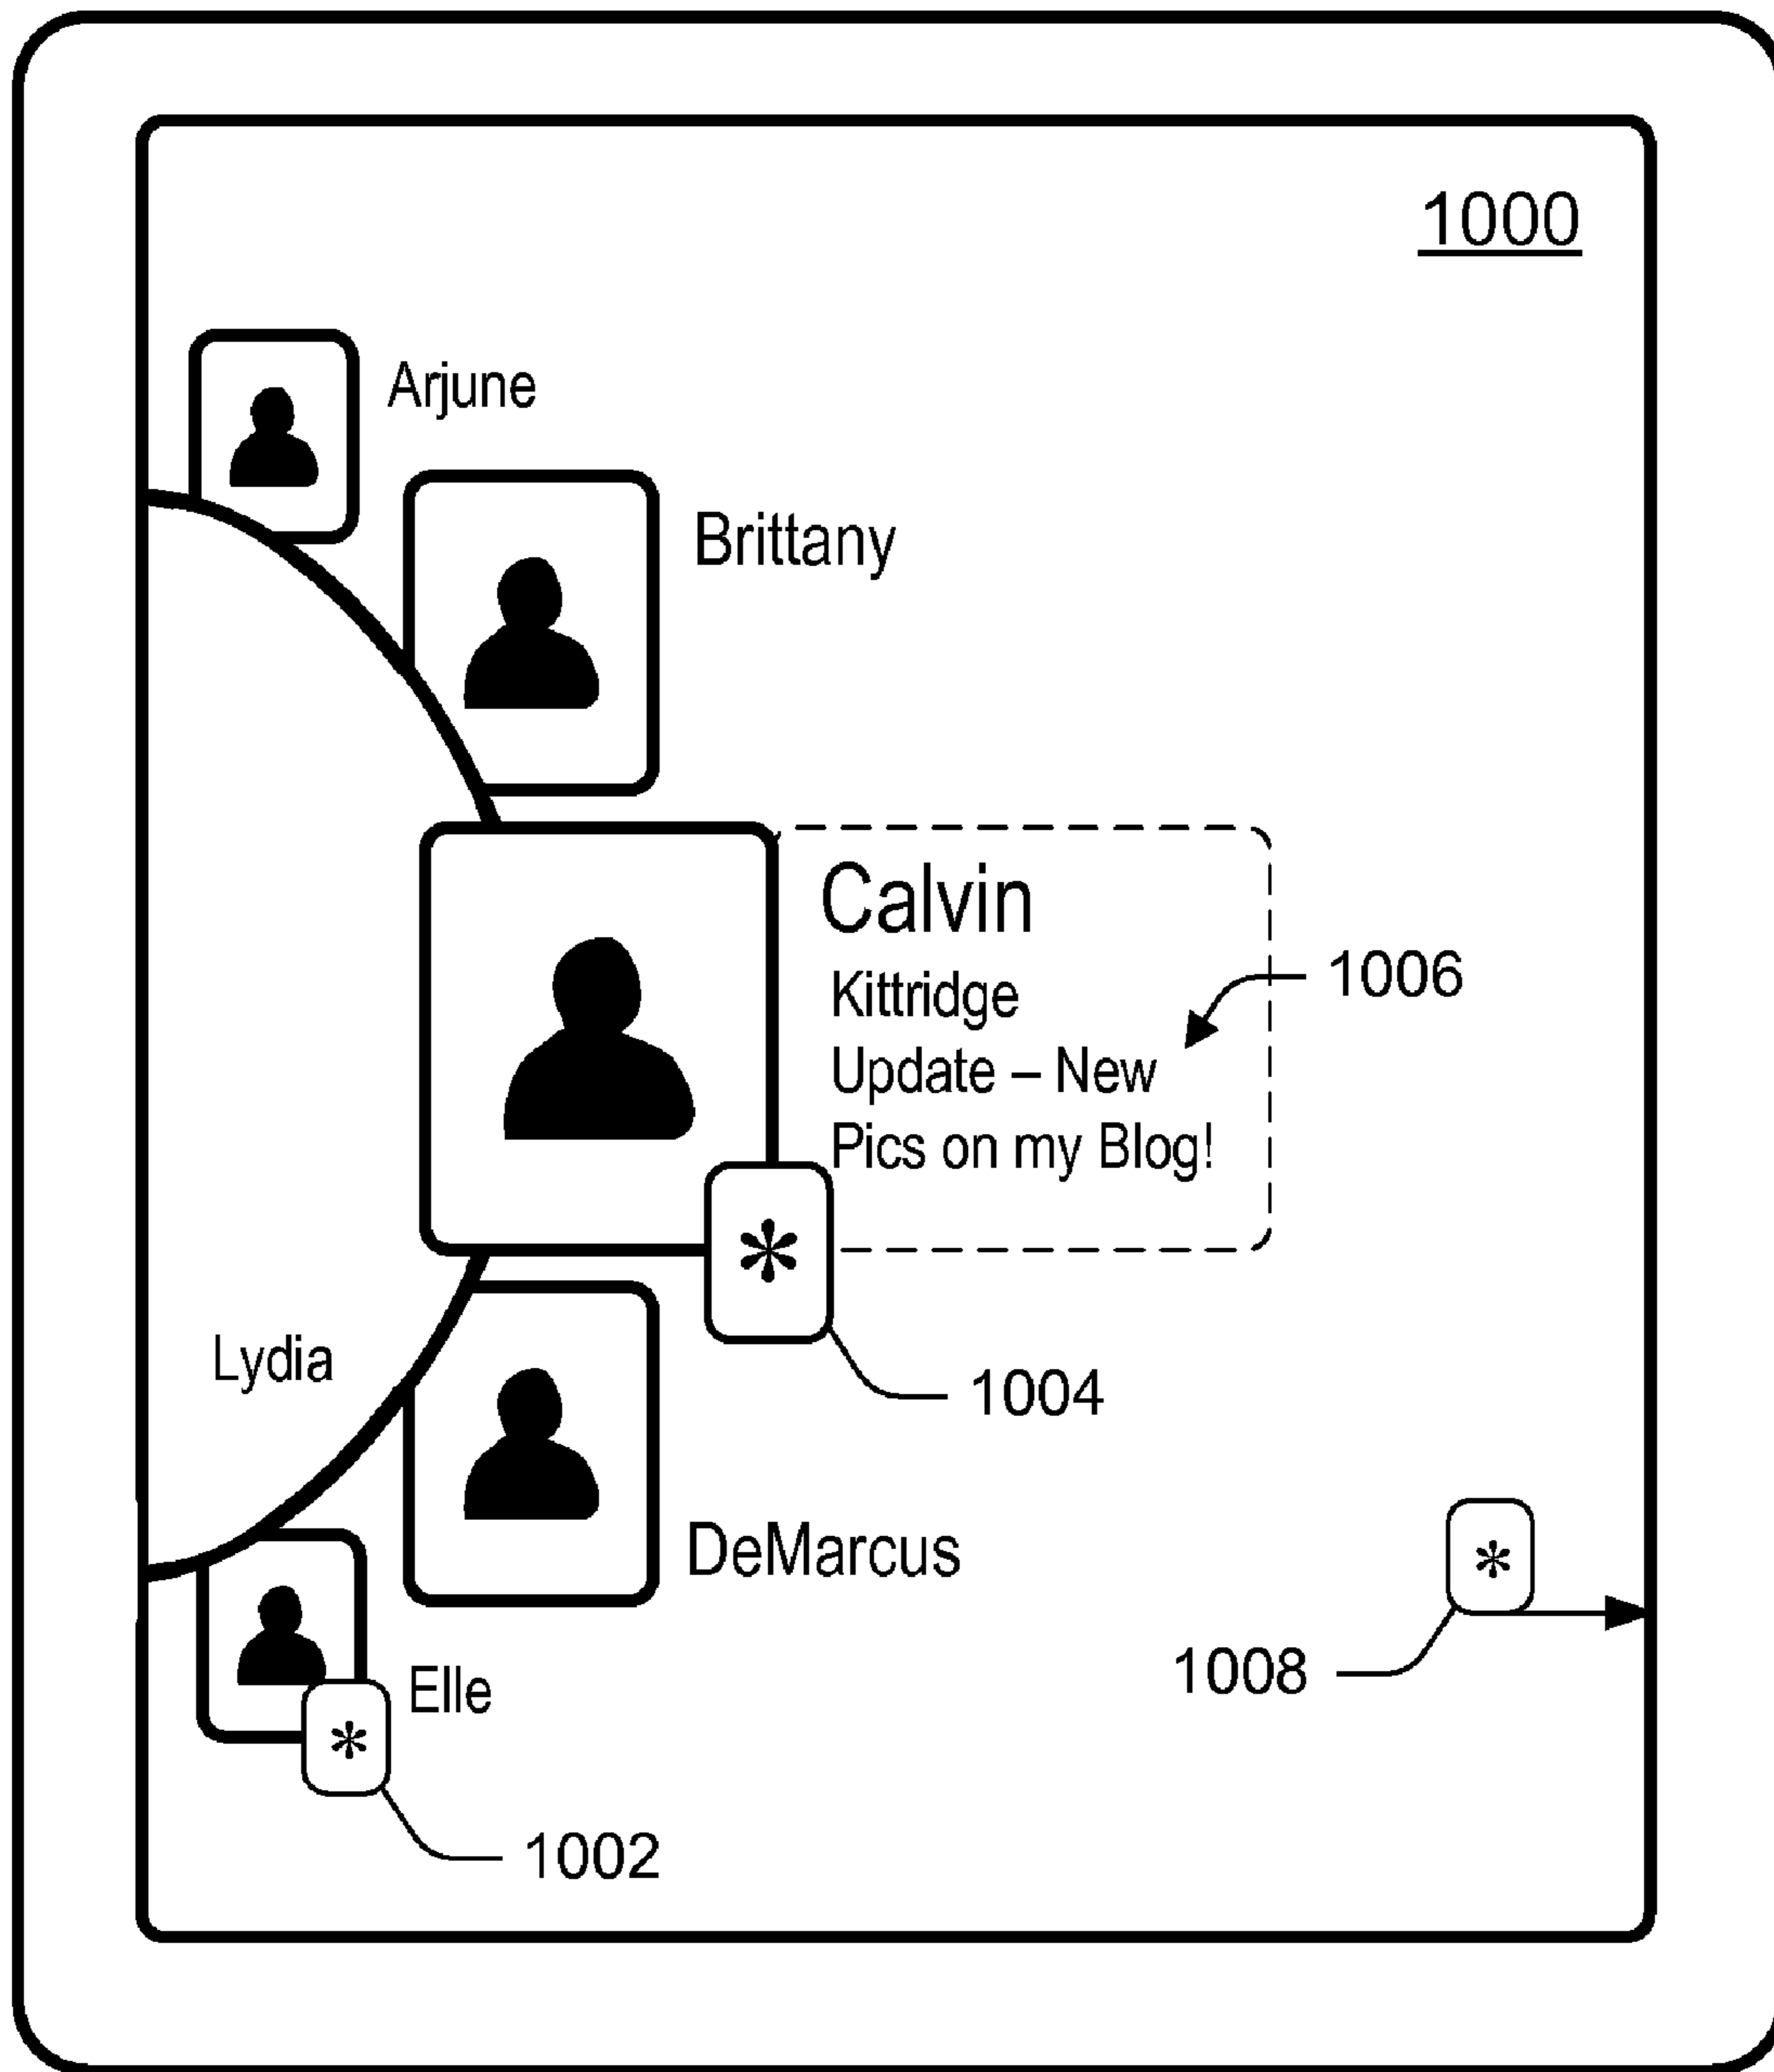 1000
Arjune
Brittany
Calvin
Kittridge
Update – New
Pics on my Blog!
1006
*
1004
Lydia
DeMarcus
*
1008
Elle
*
1002